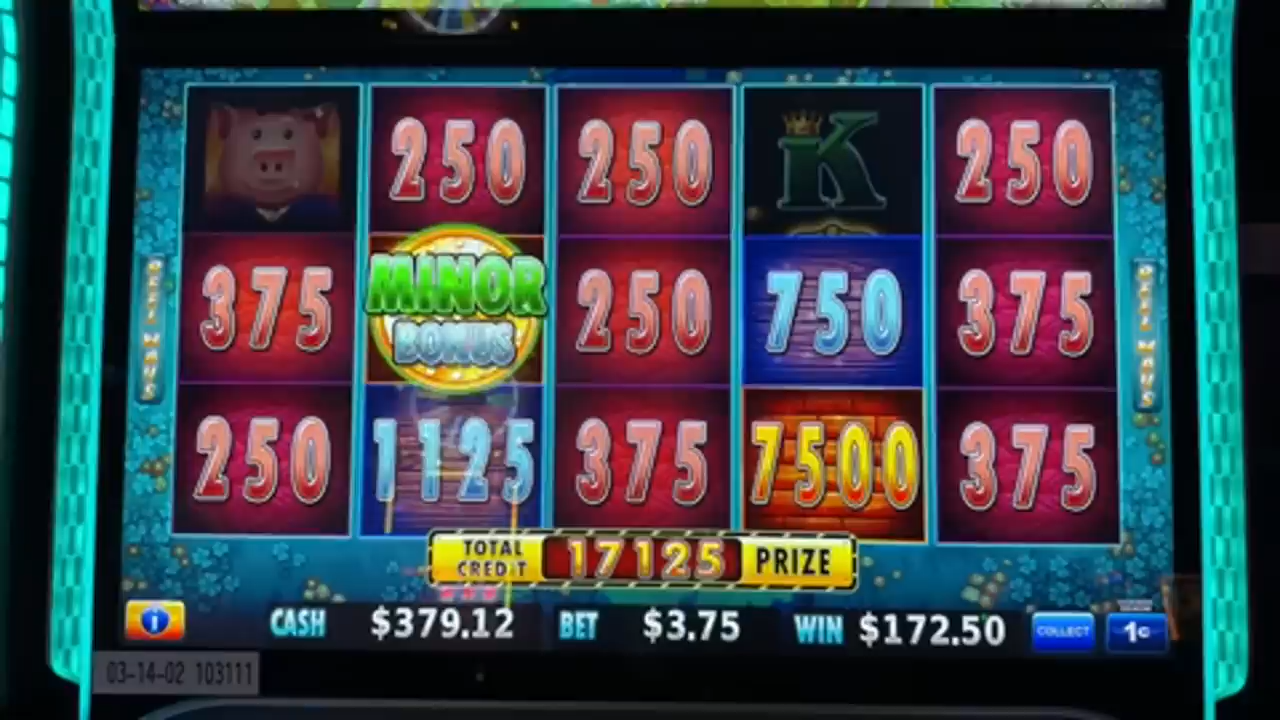 250 250 K 250
375 MINOR BONUS 250 750 375
250 1125 375 7500 375
TOTAL CREDIT 17125 PRIZE
CASH $379.12 BET $3.75 WIN $172.50 COLLECT 1¢
03-14-02 103111